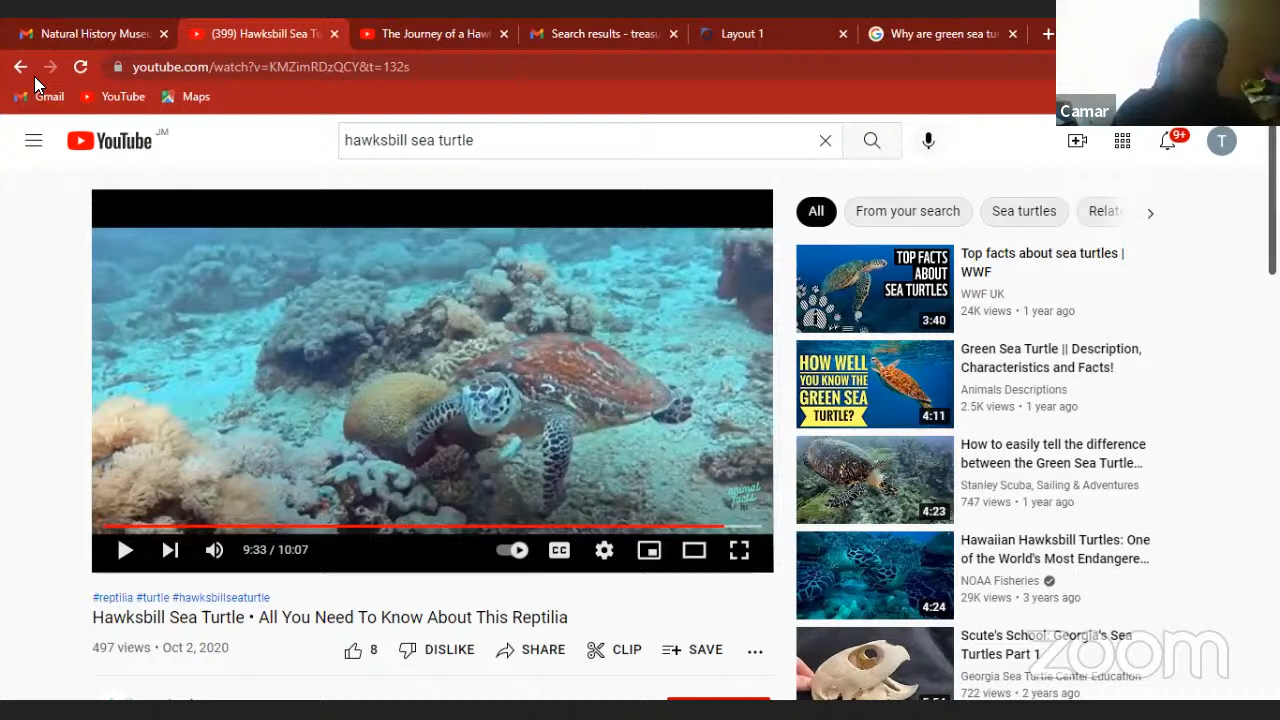 Natural History Museu
(399) Hawksbill Sea Tu
The Journey of a Haw
Search results - treasu
Layout 1
Why are green sea tur
youtube.com/watch?v=KMZimRDzQCY&t=132s
Gmail
YouTube
Maps
Camar
YouTube JM
hawksbill sea turtle
9+
T
All
From your search
Sea turtles
Relate
TOP FACTS
ABOUT
SEA TURTLES
3:40
Top facts about sea turtles |
WWF
WWF UK
24K views • 1 year ago
HOW WELL
YOU KNOW THE
GREEN SEA
TURTLE?
4:11
Green Sea Turtle || Description,
Characteristics and Facts!
Animals Descriptions
2.5K views • 1 year ago
4:23
How to easily tell the difference
between the Green Sea Turtle...
Stanley Scuba, Sailing & Adventures
747 views • 1 year ago
4:24
Hawaiian Hawksbill Turtles: One
of the World's Most Endangere...
NOAA Fisheries
29K views • 3 years ago
Scute's School: Georgia's Sea
Turtles Part 1
Georgia Sea Turtle Center Education
722 views • 2 years ago
animal
facts
9:33 / 10:07
CC
#reptilia #turtle #hawksbillseaturtle
Hawksbill Sea Turtle • All You Need To Know About This Reptilia
497 views • Oct 2, 2020
8
DISLIKE
SHARE
CLIP
SAVE
zoom